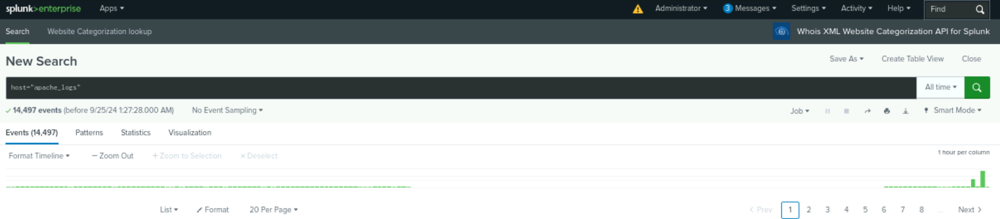 splunk>enterprise Apps Administrator 3 Messages Settings Activity Help Find
Search Website Categorization lookup Whois XML Website Categorization API for Splunk
New Search Save As Create Table View Close
host="apache_logs" All time
14,497 events (before 9/25/24 1:27:28.000 AM) No Event Sampling Job Smart Mode
Events (14,497) Patterns Statistics Visualization
Format Timeline – Zoom Out + Zoom to Selection × Deselect 1 hour per column
List Format 20 Per Page < Prev 1 2 3 4 5 6 7 8 ... Next >